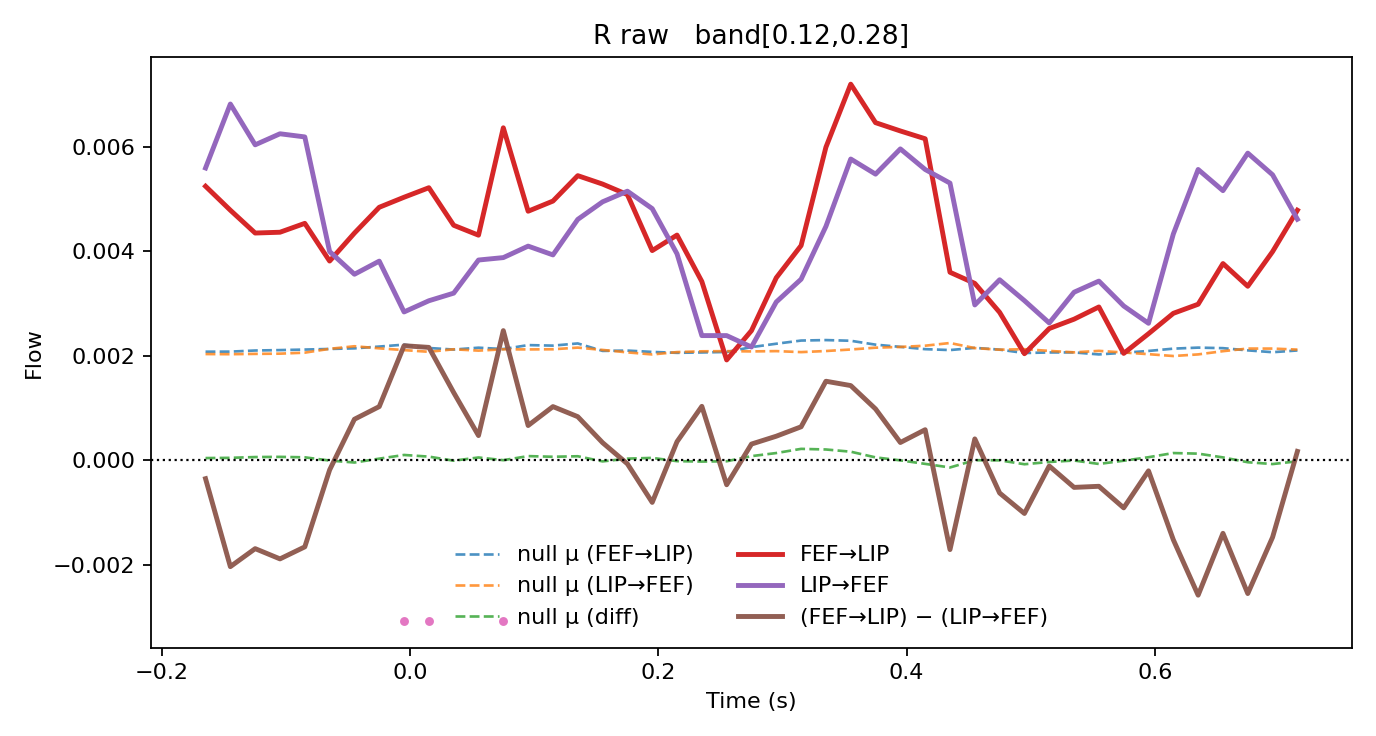 R raw   band[0.12,0.28]
Flow
0.006
0.004
0.002
0.000
−0.002
null μ (FEF→LIP)
null μ (LIP→FEF)
null μ (diff)
FEF→LIP
LIP→FEF
(FEF→LIP) − (LIP→FEF)
−0.2
0.0
0.2
0.4
0.6
Time (s)